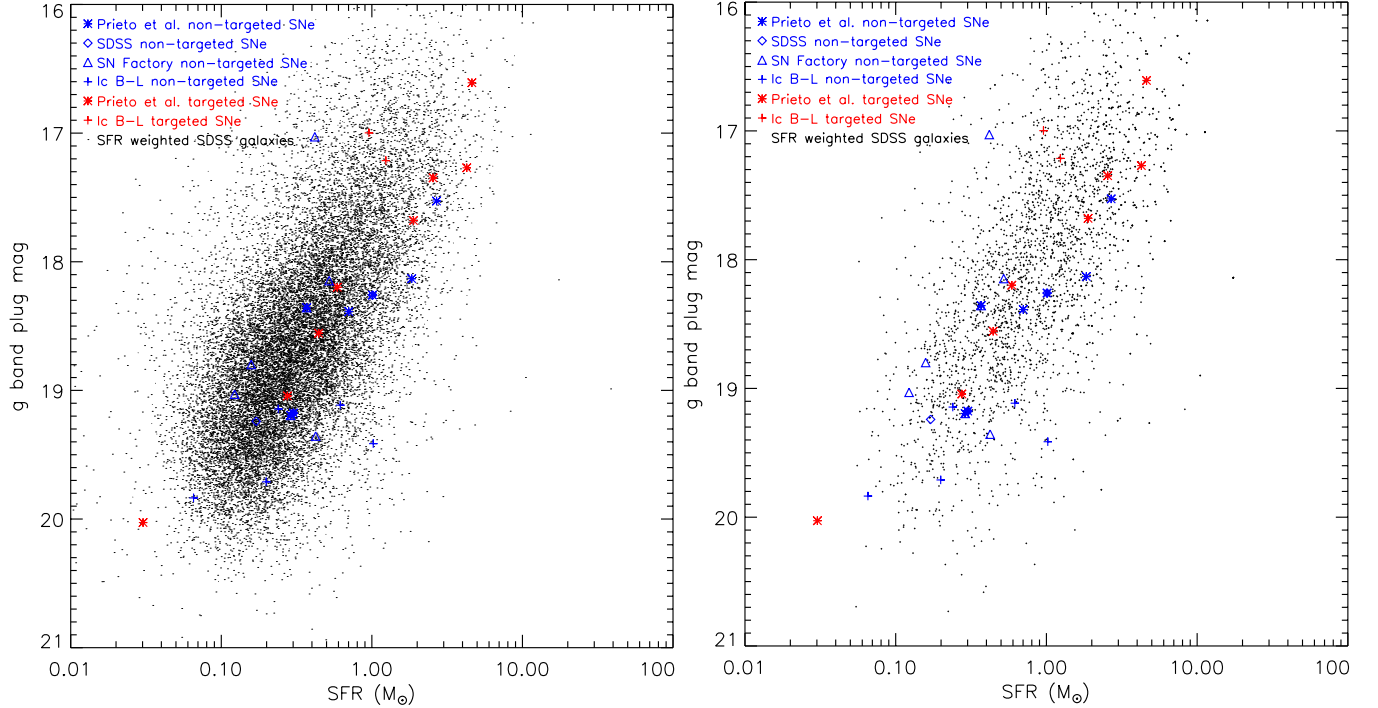 16
17
18
19
20
21
g band plug mag
Prieto et al. non-targeted SNe
SDSS non-targeted SNe
SN Factory non-targeted SNe
Ic B-L non-targeted SNe
Prieto et al. targeted SNe
Ic B-L targeted SNe
SFR weighted SDSS galaxies
0.01 0.10 1.00 10.00 100
SFR (M☉)
16
17
18
19
20
21
g band plug mag
Prieto et al. non-targeted SNe
SDSS non-targeted SNe
SN Factory non-targeted SNe
Ic B-L non-targeted SNe
Prieto et al. targeted SNe
Ic B-L targeted SNe
SFR weighted SDSS galaxies
0.01 0.10 1.00 10.00 100
SFR (M☉)